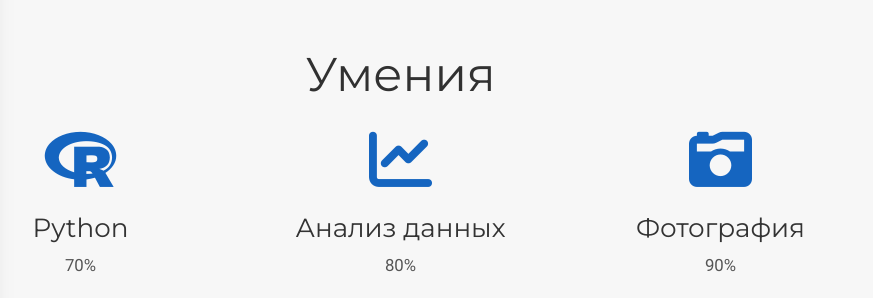 Умения
R
Python
Анализ данных
Фотография
70%
80%
90%